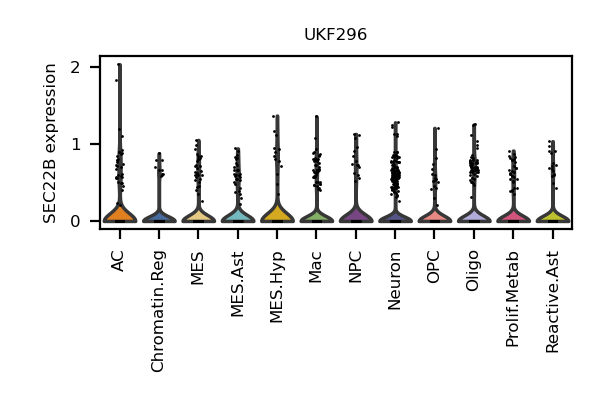 UKF296
SEC22B expression
2
1
0
AC
Chromatin.Reg
MES
MES.Ast
MES.Hyp
Mac
NPC
Neuron
OPC
Oligo
Prolif.Metab
Reactive.Ast